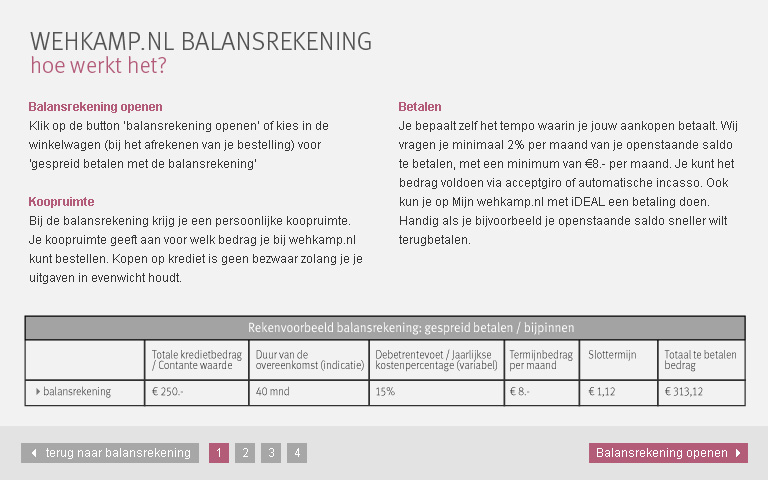 WEHKAMP.NL BALANSREKENING
hoe werkt het?
Balansrekening openen
Klik op de button 'balansrekening openen' of kies in de
winkelwagen (bij het afrekenen van je bestelling) voor
'gespreid betalen met de balansrekening'
Koopruimte
Bij de balansrekening krijg je een persoonlijke koopruimte.
Je koopruimte geeft aan voor welk bedrag je bij wehkamp.nl
kunt bestellen. Kopen op krediet is geen bezwaar zolang je je
uitgaven in evenwicht houdt.
Betalen
Je bepaalt zelf het tempo waarin je jouw aankopen betaalt. Wij
vragen je minimaal 2% per maand van je openstaande saldo
te betalen, met een minimum van €8.- per maand. Je kunt het
bedrag voldoen via acceptgiro of automatische incasso. Ook
kun je op Mijn wehkamp.nl met iDEAL een betaling doen.
Handig als je bijvoorbeeld je openstaande saldo sneller wilt
terugbetalen.
Rekenvoorbeeld balansrekening: gespreid betalen / bijpinnen
Totale kredietbedrag
/ Contante waarde
Duur van de
overeenkomst (indicatie)
Debetrentevoet / Jaarlijkse
kostenpercentage (variabel)
Termijnbedrag
per maand
Slottermijn
Totaal te betalen
bedrag
balansrekening
€ 250.-
40 mnd
15%
€ 8.-
€ 1,12
€ 313,12
terug naar balansrekening
1
2
3
4
Balansrekening openen